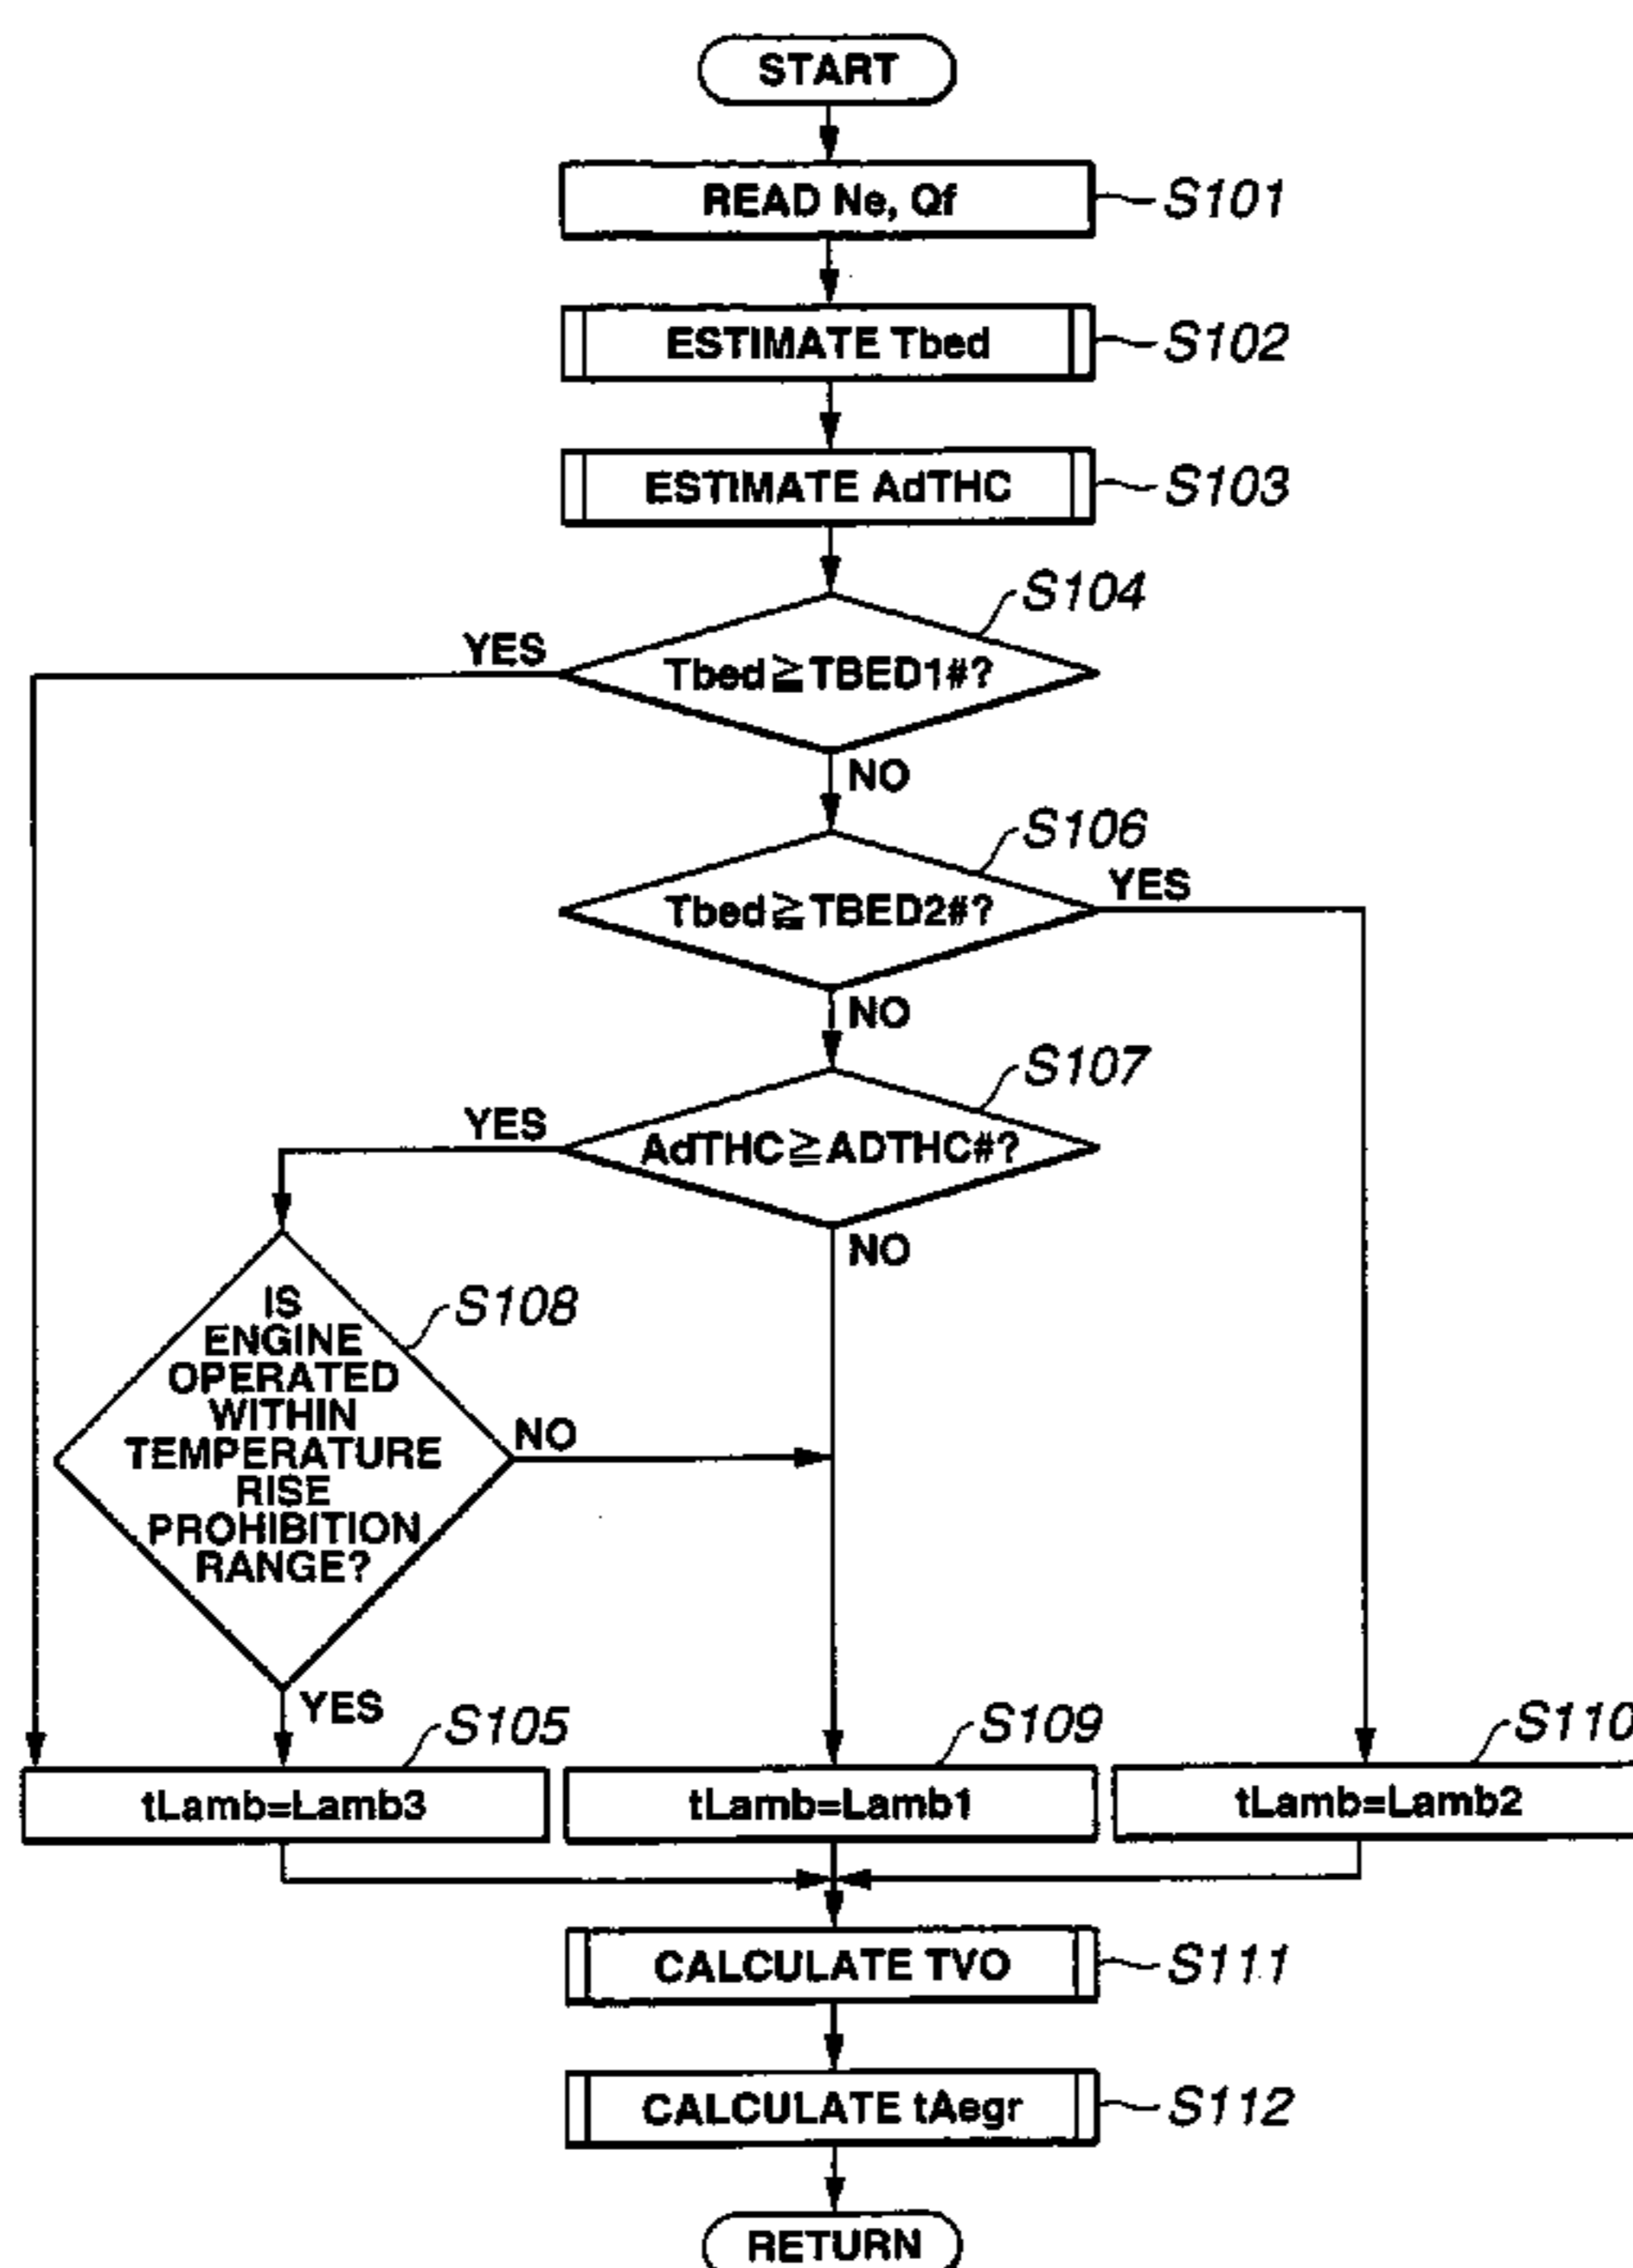 START
READ Ne, Qf
S101
ESTIMATE Tbed
S102
ESTIMATE AdTHC
S103
S104
YES
Tbed≧TBED1#?
NO
S106
YES
Tbed≧TBED2#?
NO
S107
YES
AdTHC≧ADTHC#?
NO
IS
ENGINE
OPERATED
WITHIN
TEMPERATURE
RISE
PROHIBITION
RANGE?
S108
NO
YES
S105
S109
S110
tLamb=Lamb3
tLamb=Lamb1
tLamb=Lamb2
CALCULATE TVO
S111
CALCULATE tAegr
S112
RETURN